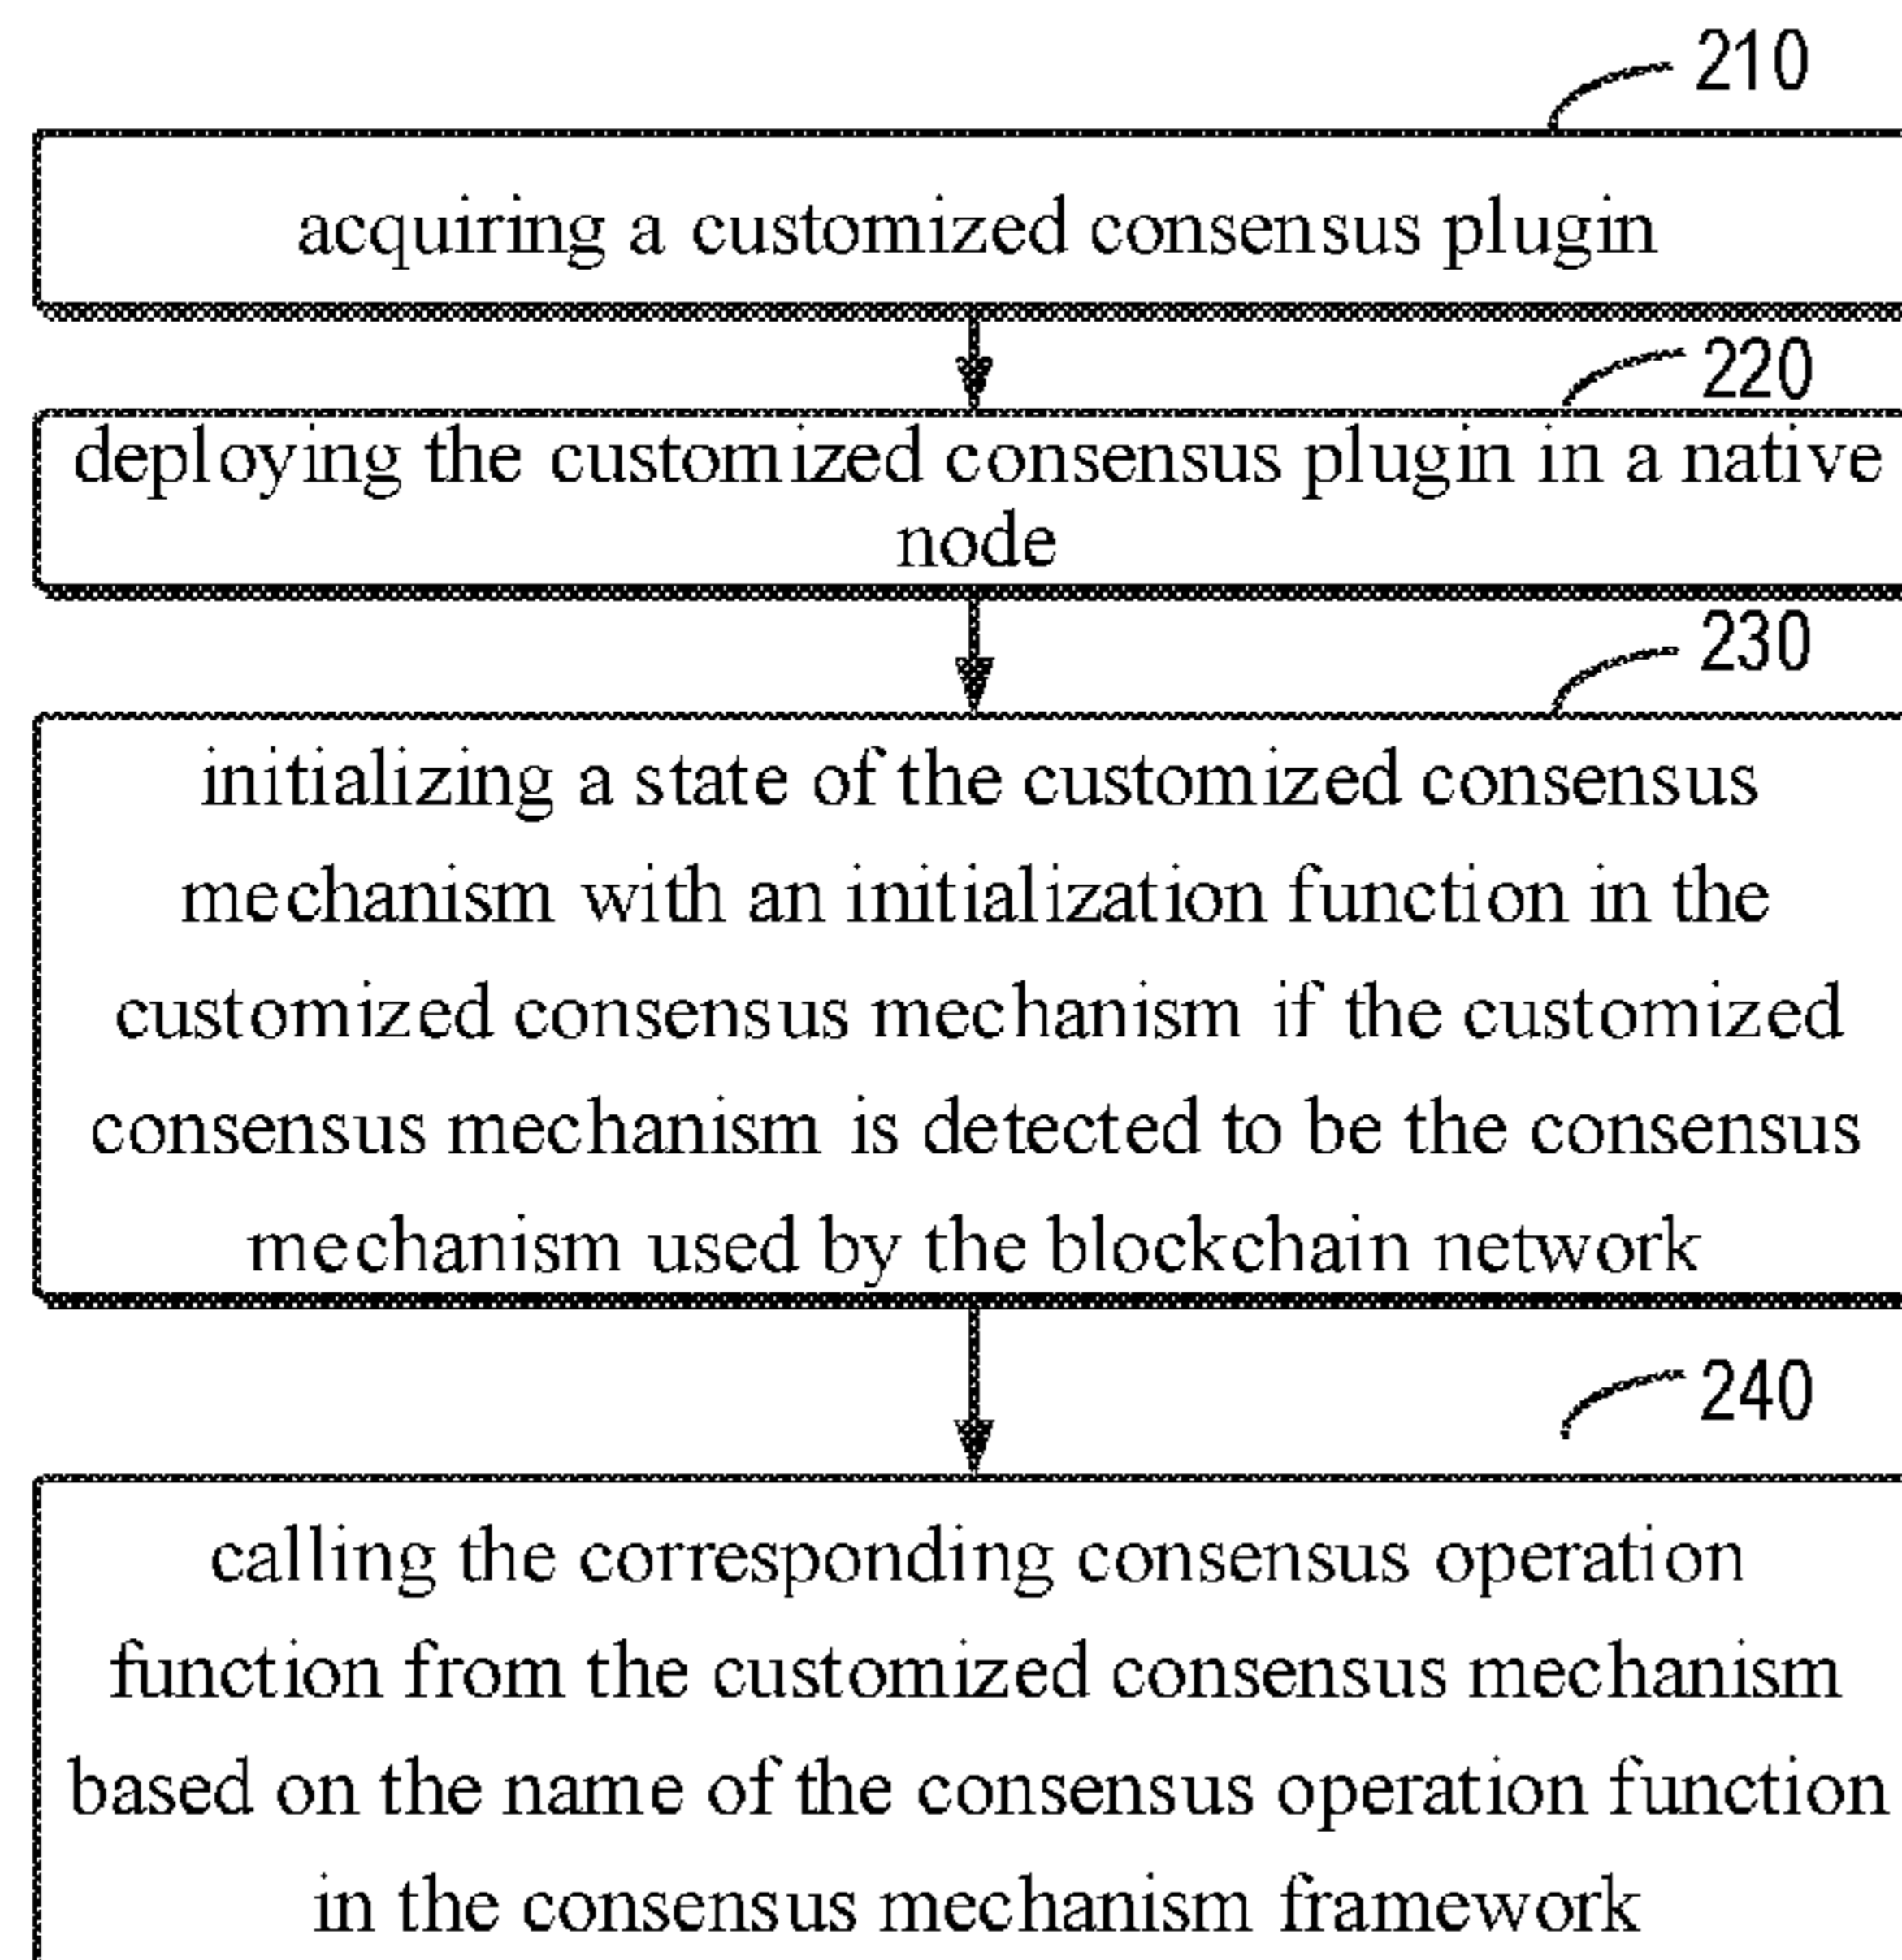 210
acquiring a customized consensus plugin
220
deploying the customized consensus plugin in a native
node
230
initializing a state of the customized consensus
mechanism with an initialization function in the
customized consensus mechanism if the customized
consensus mechanism is detected to be the consensus
mechanism used by the blockchain network
240
calling the corresponding consensus operation
function from the customized consensus mechanism
based on the name of the consensus operation function
in the consensus mechanism framework